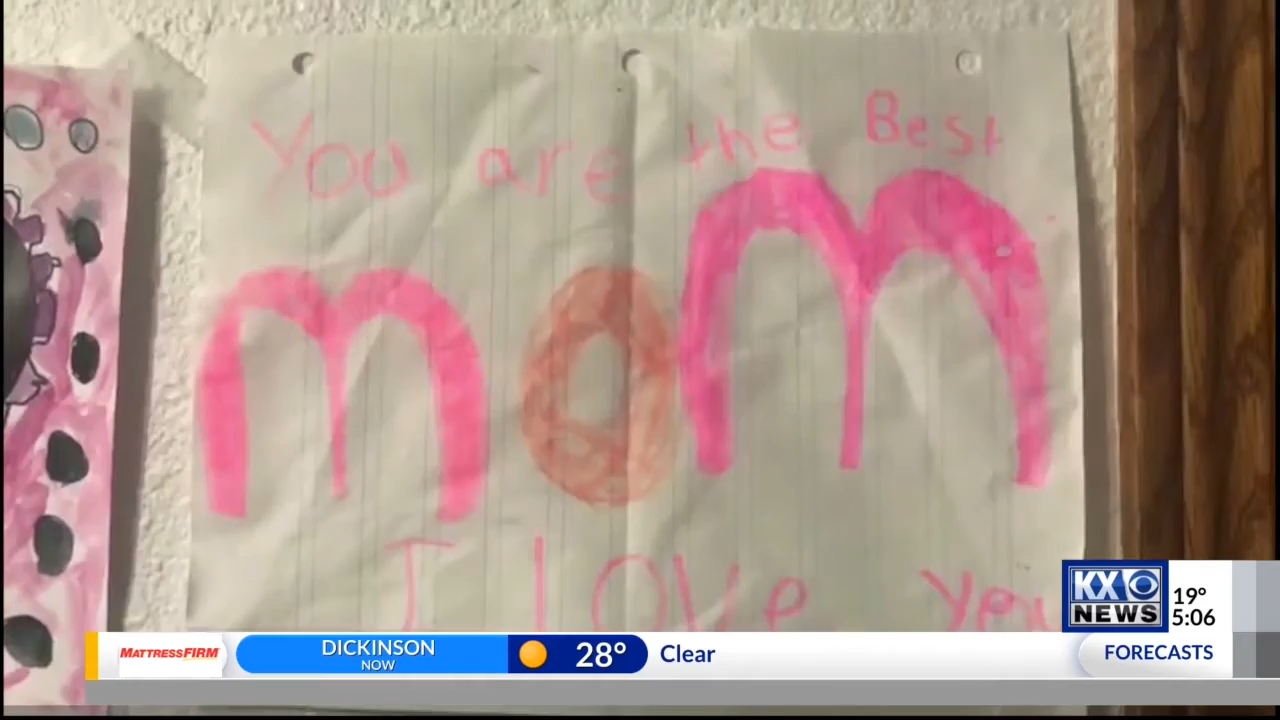 You are the Best
mom
I love you
KX
NEWS
19°
5:06
MATTRESSFIRM
DICKINSON
NOW
28°
Clear
FORECASTS